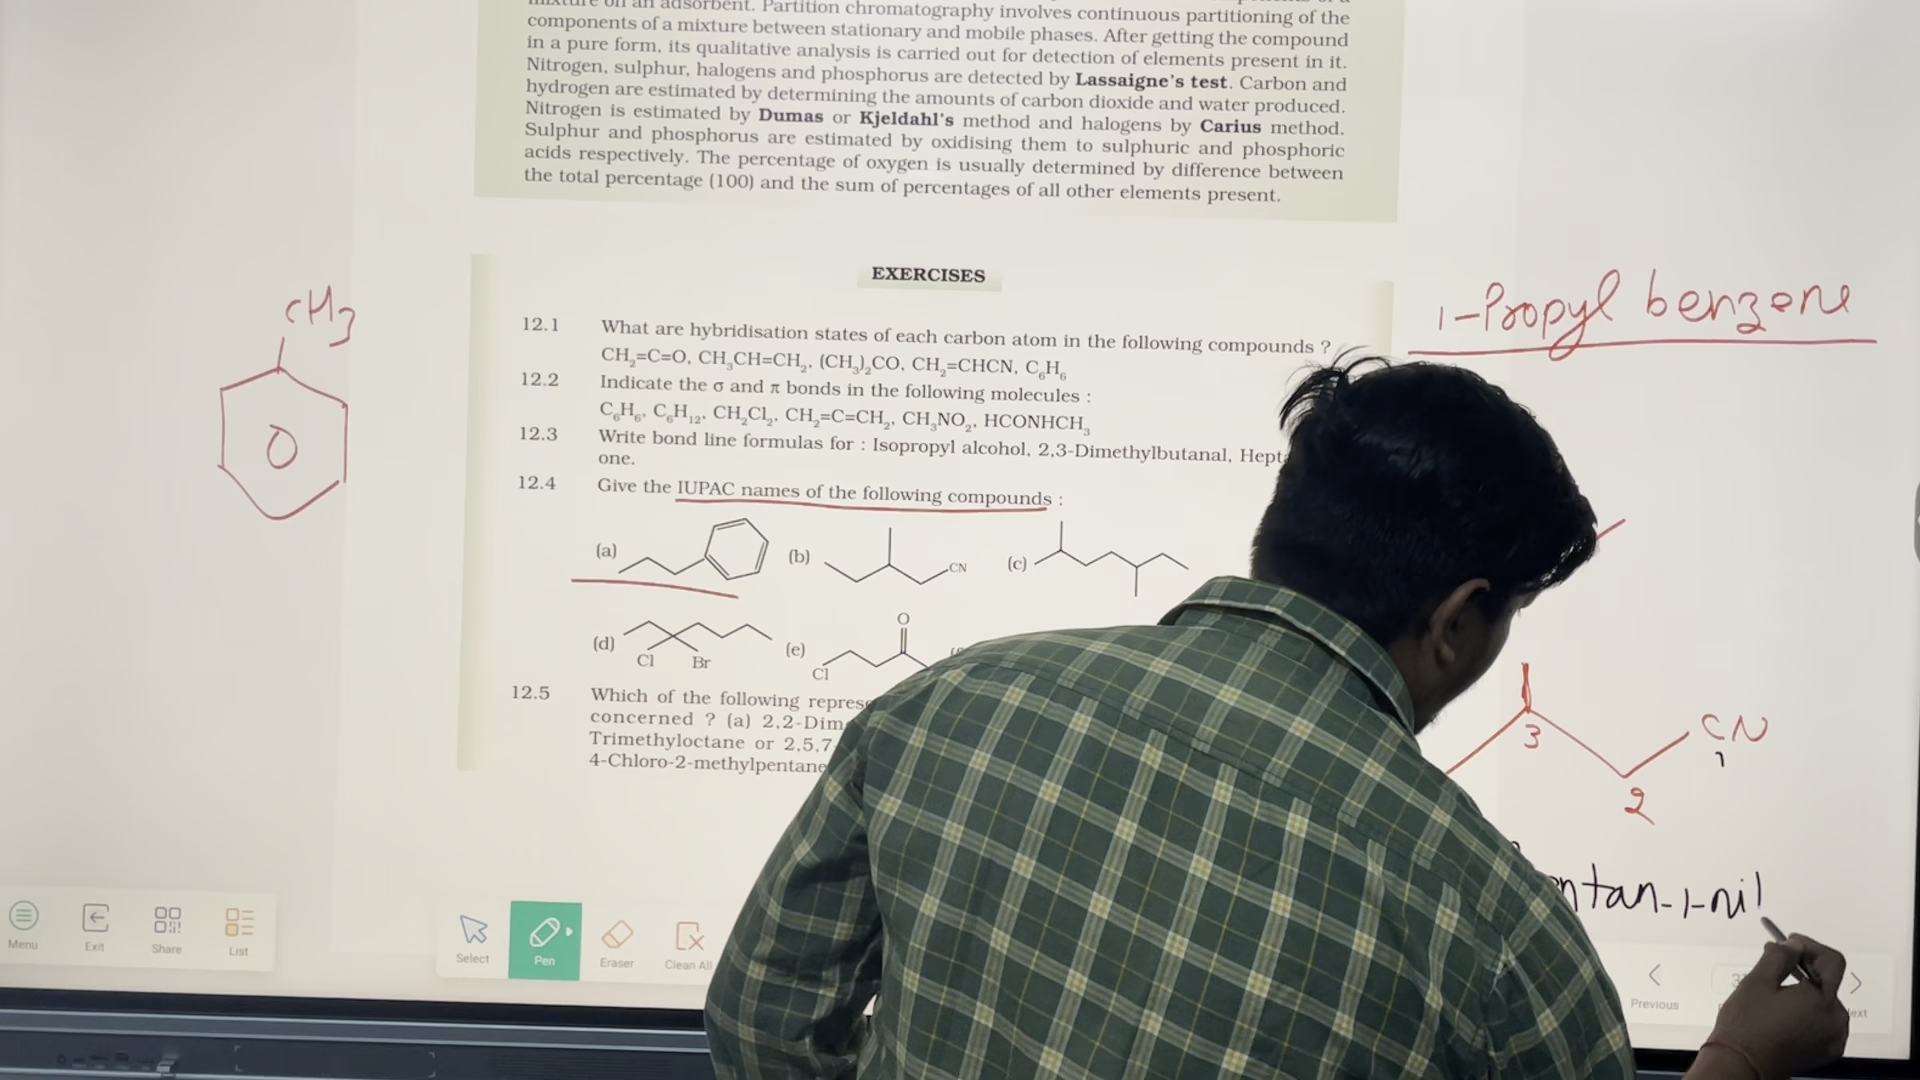 components of a mixture between stationary and mobile phases. After getting the compound
in a pure form, its qualitative analysis is carried out for detection of elements present in it.
Nitrogen, sulphur, halogens and phosphorus are detected by Lassaigne's test. Carbon and
hydrogen are estimated by determining the amounts of carbon dioxide and water produced.
Nitrogen is estimated by Dumas or Kjeldahl's method and halogens by Carius method.
Sulphur and phosphorus are estimated by oxidising them to sulphuric and phosphoric
acids respectively. The percentage of oxygen is usually determined by difference between
the total percentage (100) and the sum of percentages of all other elements present.
EXERCISES
1-Propyl benzene
CH3
12.1 What are hybridisation states of each carbon atom in the following compounds ?
CH₂=C=O, CH₃CH=CH₂, (CH₃)₂CO, CH₂=CHCN, C₆H₆
12.2 Indicate the σ and π bonds in the following molecules :
C₆H₆, C₆H₁₂, CH₂Cl₂, CH₂=C=CH₂, CH₃NO₂, HCONHCH₃
12.3 Write bond line formulas for : Isopropyl alcohol, 2,3-Dimethylbutanal, Hept
one.
12.4 Give the IUPAC names of the following compounds :
(a) (b) CN (c)
(d) Cl Br (e) O Cl
3 CN
1
2
12.5 Which of the following repres
concerned ? (a) 2,2-Dim
Trimethyloctane or 2,5,7
4-Chloro-2-methylpentane
ntan-1-nil
Menu Exit Share List Select Pen Eraser Clean All Previous